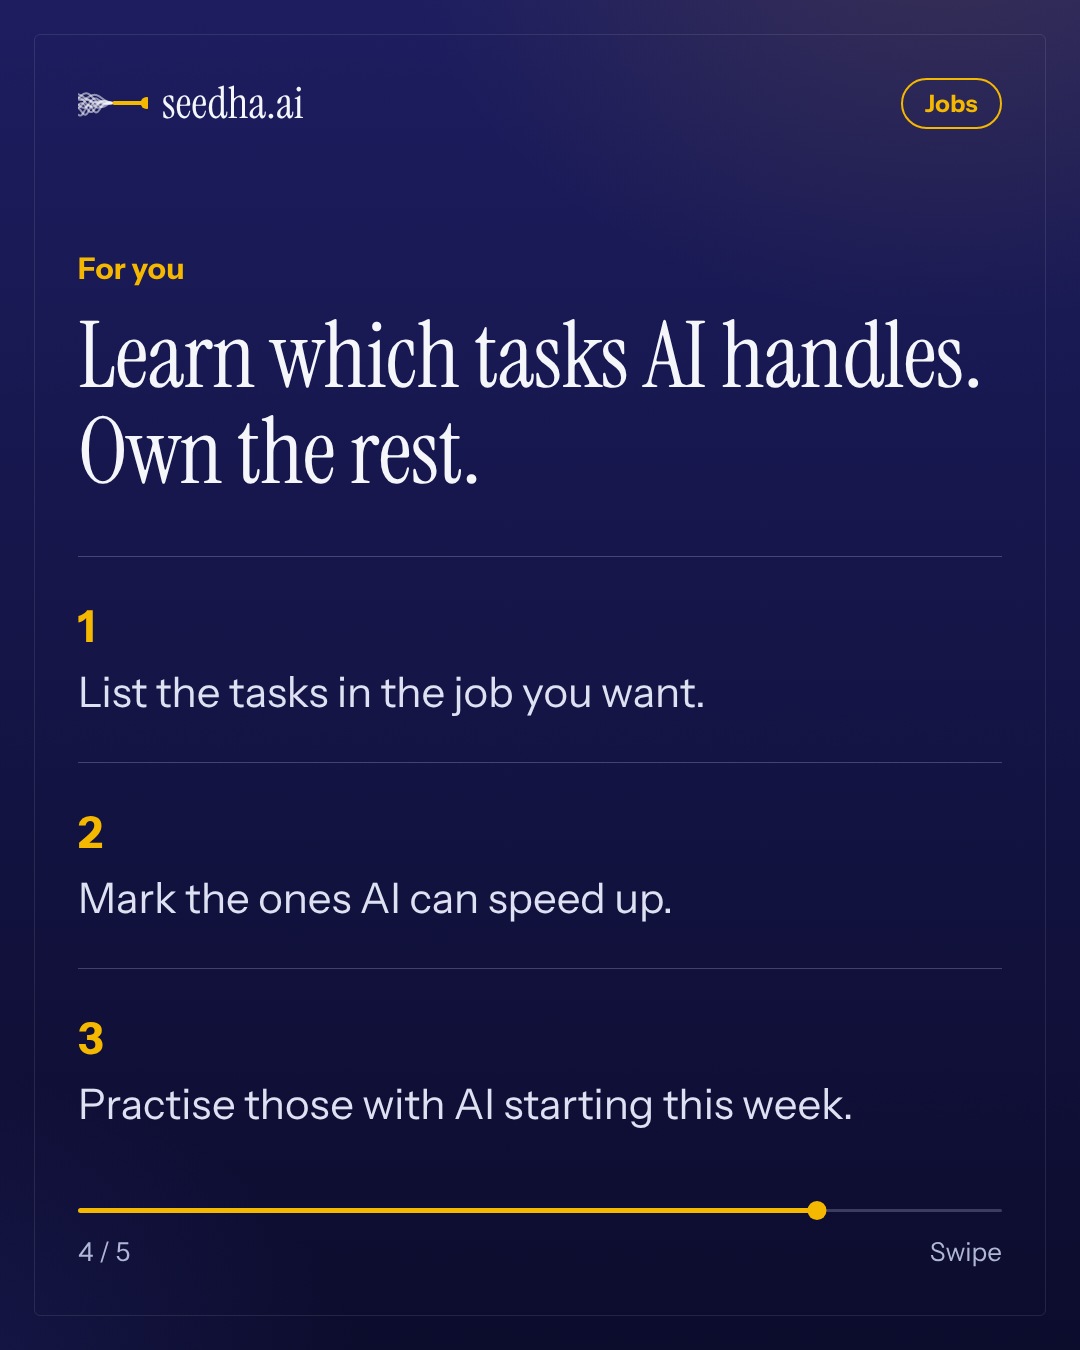 seedha.ai
Jobs
For you
Learn which tasks AI handles.
Own the rest.
1
List the tasks in the job you want.
2
Mark the ones AI can speed up.
3
Practise those with AI starting this week.
4 / 5
Swipe